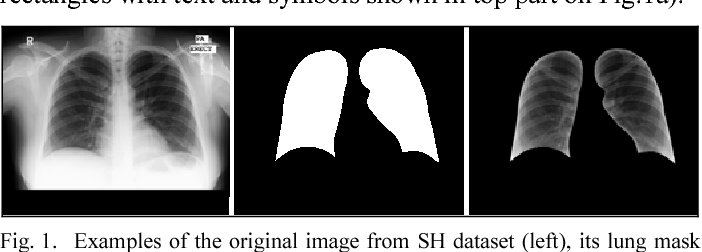 rectangles with text and symbols shown in top part on Fig.1a).
R
PA
ERECT
Fig. 1. Examples of the original image from SH dataset (left), its lung mask